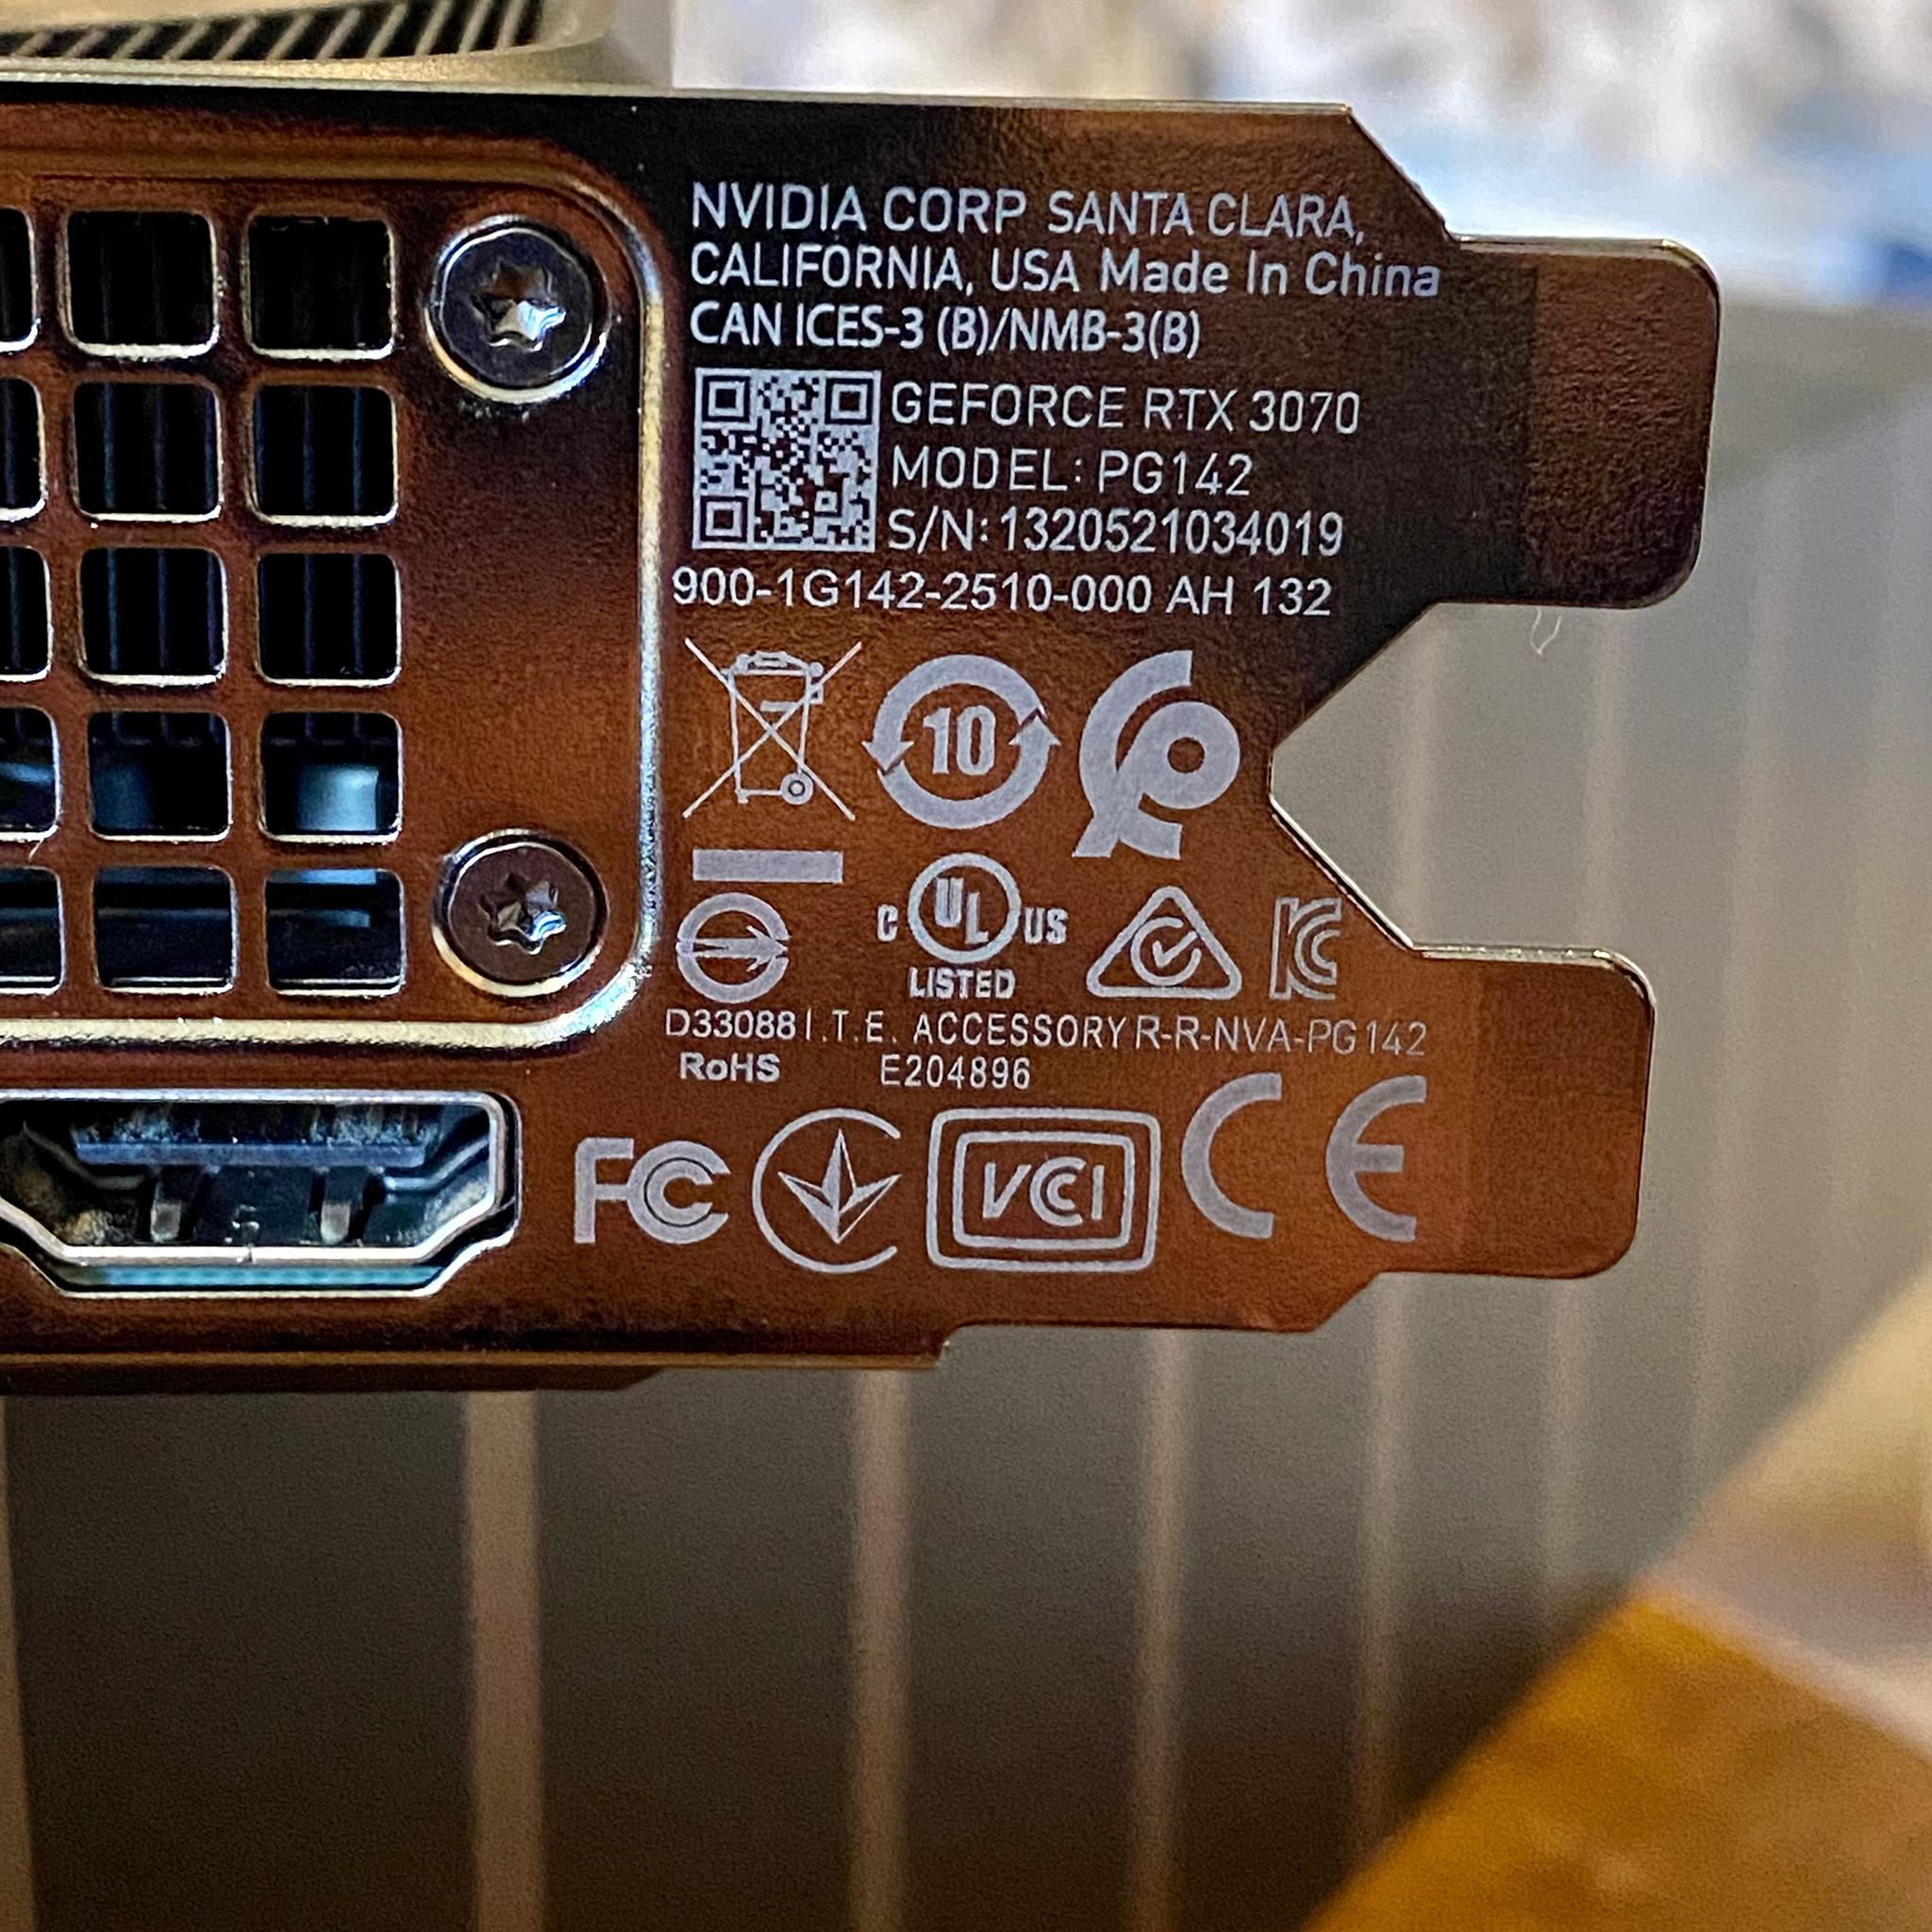 NVIDIA CORP SANTA CLARA,
CALIFORNIA, USA Made In China
CAN ICES-3 (B)/NMB-3(B)
GEFORCE RTX 3070
MODEL: PG142
S/N: 1320521034019
900-1G142-2510-000 AH 132
10
C UL US
LISTED
KC
D33088 I.T.E. ACCESSORY R-R-NVA-PG142
RoHS E204896
FC VCCI CE